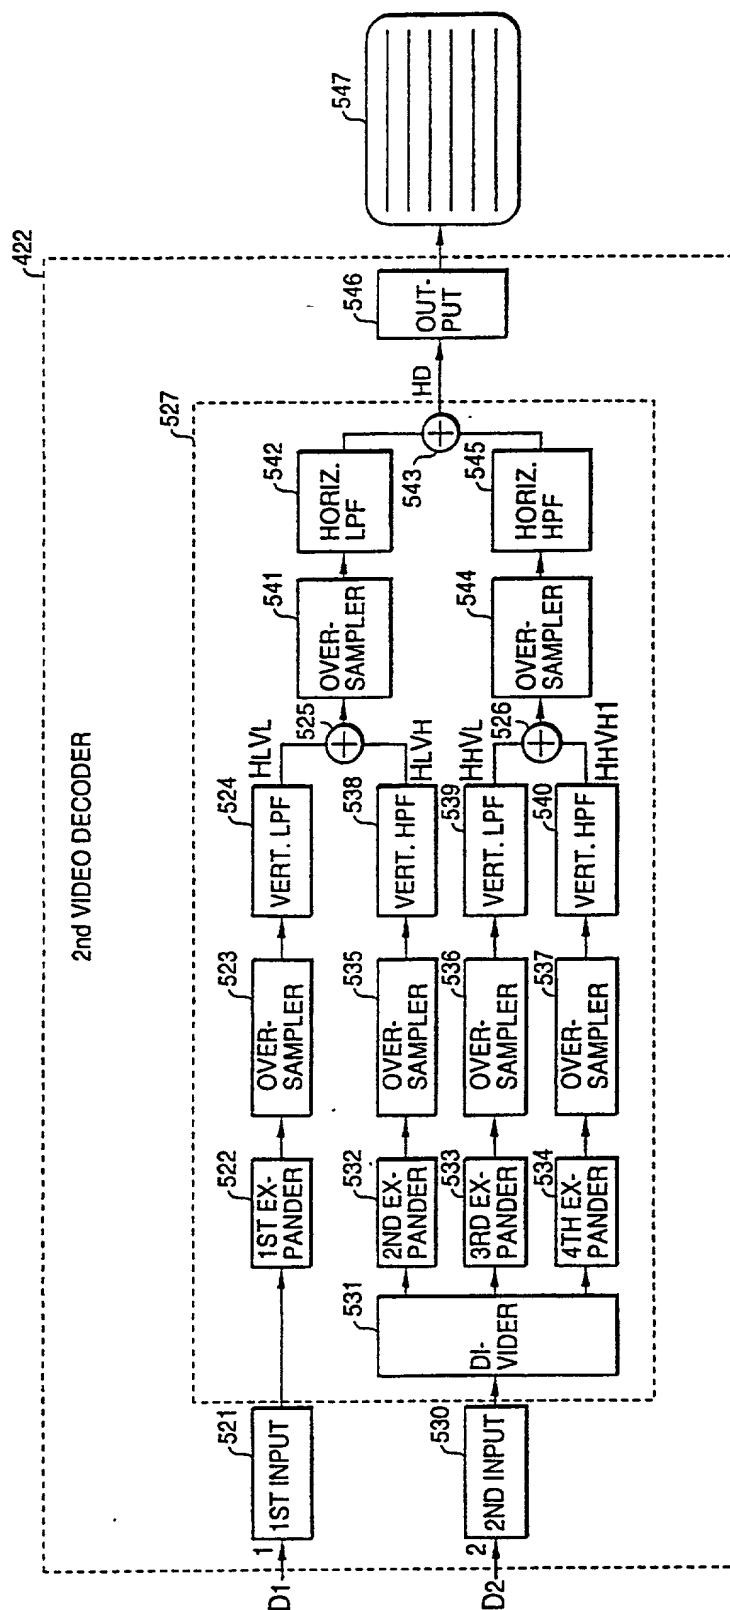 2nd VIDEO DECODER
422
527
D1
1
521
1ST INPUT
522
1ST EX-
PANDER
523
OVER-
SAMPLER
524
VERT. LPF
HLVL
525
541
OVER-
SAMPLER
542
HORIZ.
LPF
D2
2
530
2ND INPUT
531
DI-
VIDER
532
2ND EX-
PANDER
535
OVER-
SAMPLER
538
VERT. HPF
HLVH
533
3RD EX-
PANDER
536
OVER-
SAMPLER
539
VERT. LPF
HHVL
526
534
4TH EX-
PANDER
537
OVER-
SAMPLER
540
VERT. HPF
HHVH1
544
OVER-
SAMPLER
545
HORIZ.
HPF
543
HD
546
OUT-
PUT
547